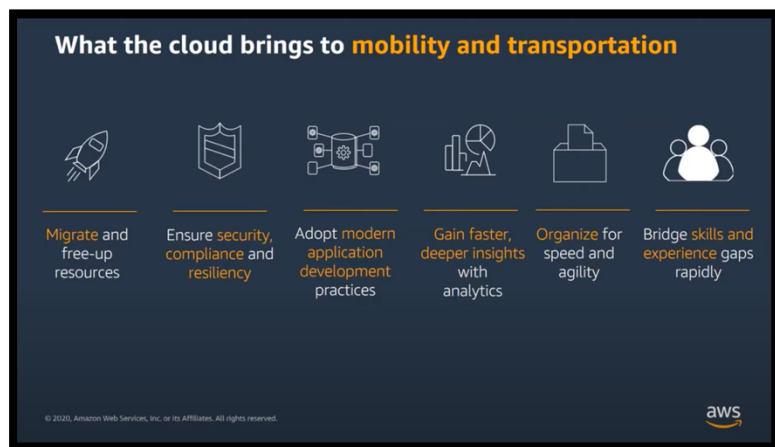 What the cloud brings to mobility and transportation
Migrate and
free-up
resources
Ensure security,
compliance and
resiliency
Adopt modern
application
development
practices
Gain faster,
deeper insights
with
analytics
Organize for
speed and
agility
Bridge skills and
experience gaps
rapidly
© 2020, Amazon Web Services, Inc. or its Affiliates. All rights reserved.
aws